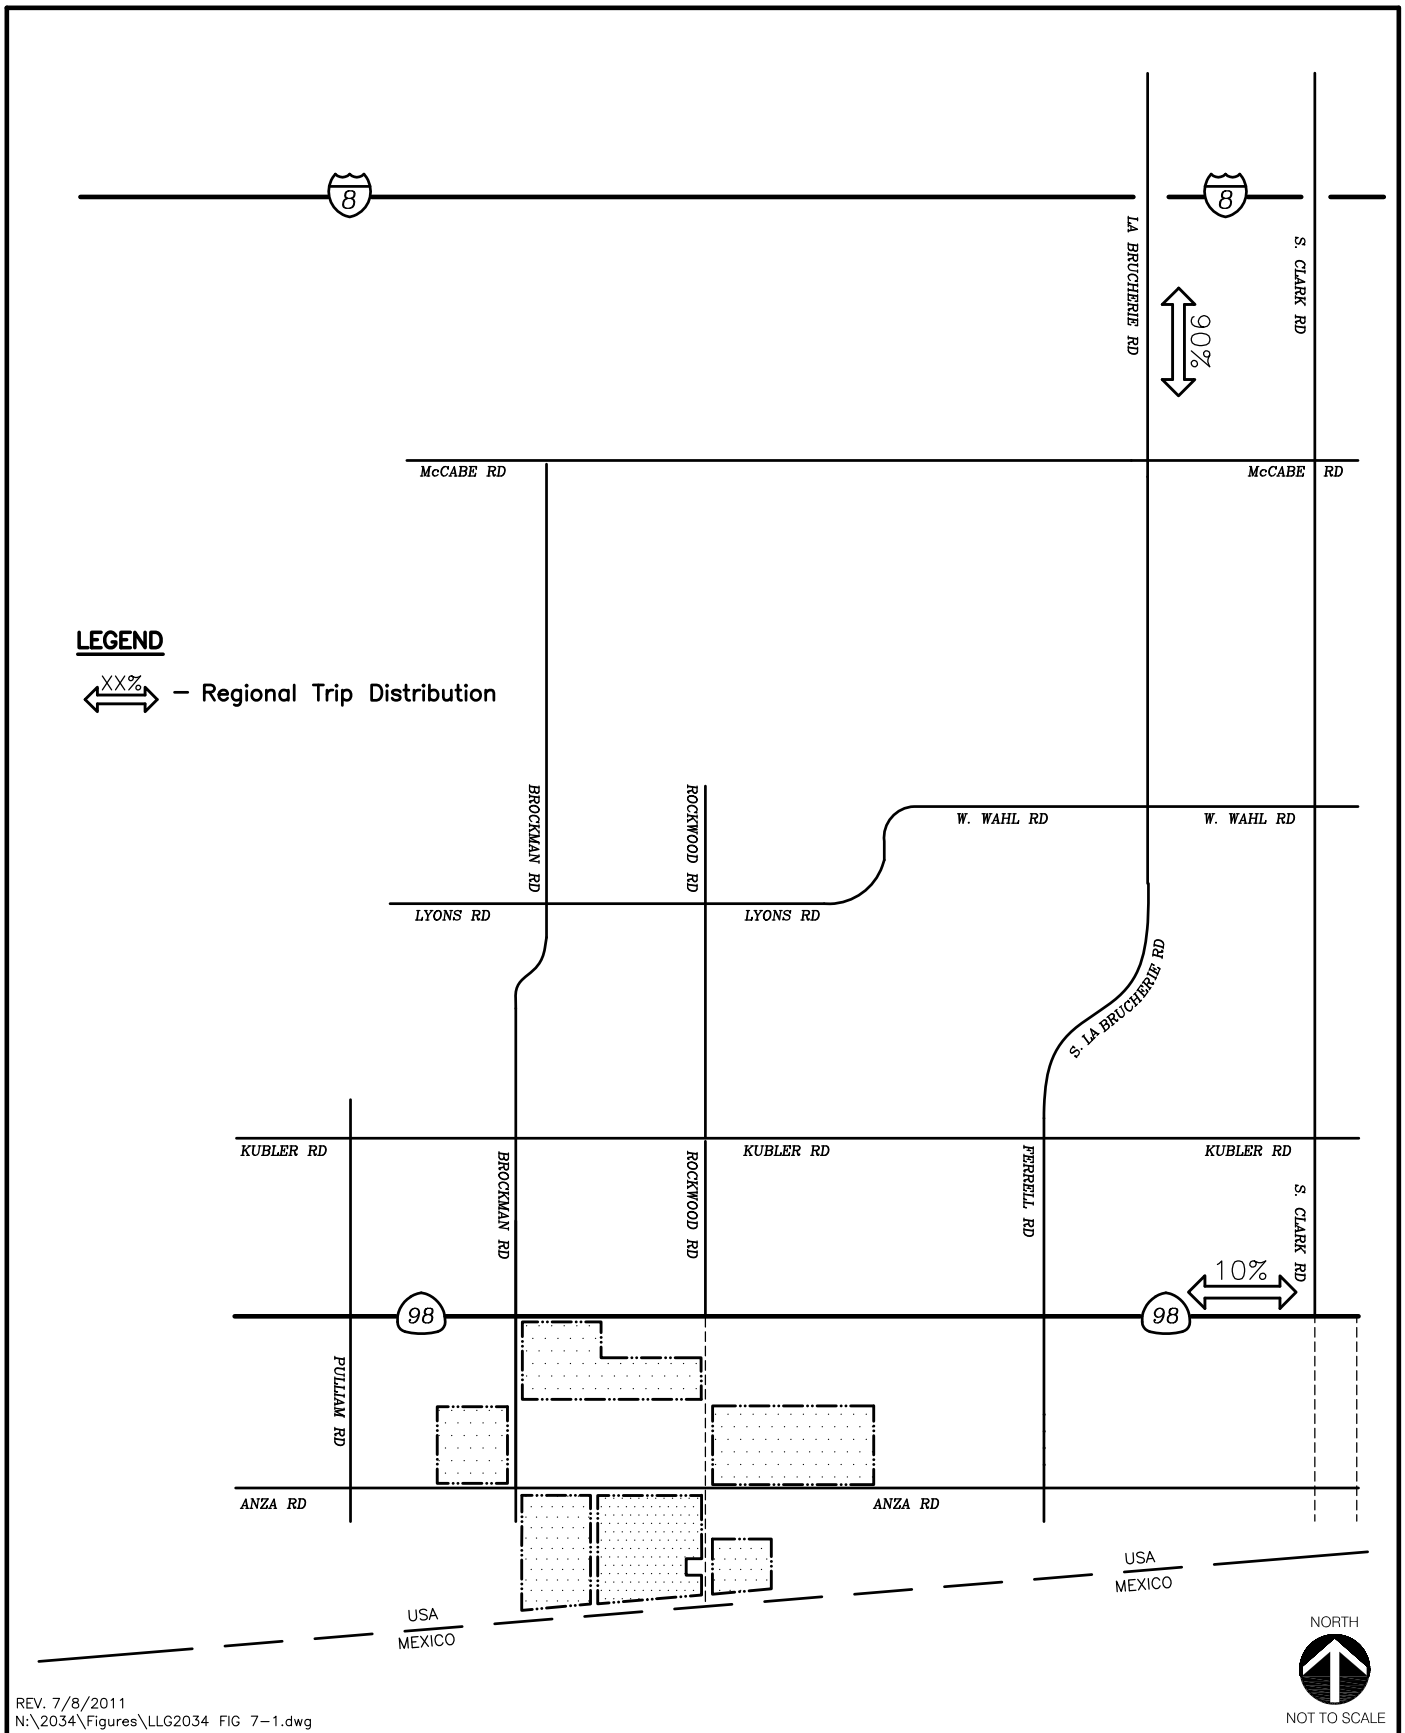 8
8
LA BRUCHERIE RD
S. CLARK RD
90%
McCABE RD
McCABE RD
LEGEND
XX% - Regional Trip Distribution
BROCKMAN RD
ROCKWOOD RD
W. WAHL RD
W. WAHL RD
LYONS RD
LYONS RD
S. LA BRUCHERIE RD
KUBLER RD
KUBLER RD
KUBLER RD
BROCKMAN RD
ROCKWOOD RD
FERRELL RD
S. CLARK RD
10%
98
98
PULLIAM RD
ANZA RD
ANZA RD
USA
MEXICO
USA
MEXICO
NORTH
NOT TO SCALE
REV. 7/8/2011
N:\2034\Figures\LLG2034 FIG 7-1.dwg